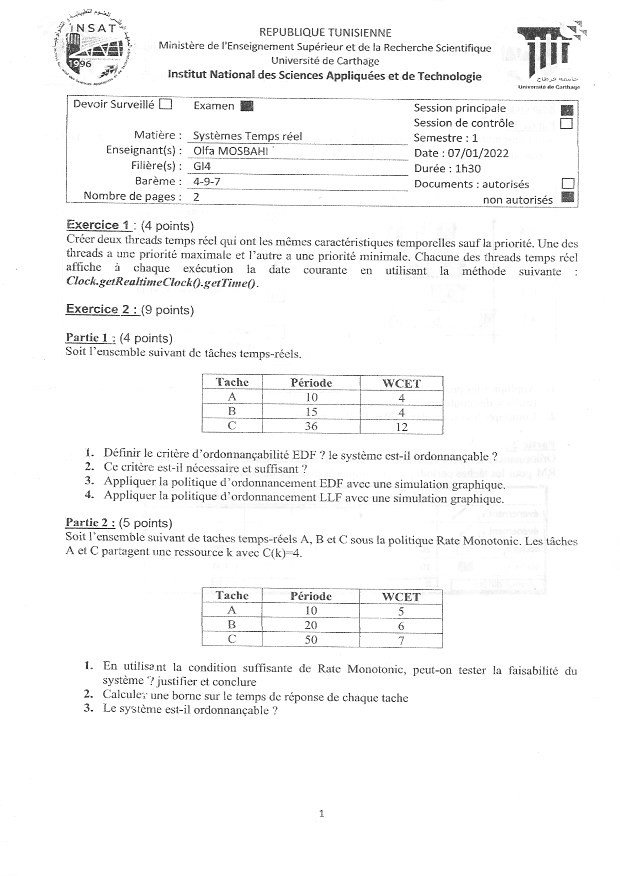 INSAT
1996
REPUBLIQUE TUNISIENNE
Ministère de l'Enseignement Supérieur et de la Recherche Scientifique
Université de Carthage
Institut National des Sciences Appliquées et de Technologie
جامعة قرطاج
Université de Carthage
Devoir Surveillé Examen
Matière : Systèmes Temps réel
Enseignant(s) : Olfa MOSBAHI
Filière(s) : GI4
Barème : 4-9-7
Nombre de pages : 2
Session principale
Session de contrôle
Semestre : 1
Date : 07/01/2022
Durée : 1h30
Documents : autorisés
non autorisés
Exercice 1 : (4 points)
Créer deux threads temps réel qui ont les mêmes caractéristiques temporelles sauf la priorité. Une des
threads a une priorité maximale et l'autre a une priorité minimale. Chacune des threads temps réel
affiche à chaque exécution la date courante en utilisant la méthode suivante :
Clock.getRealtimeClock().getTime().
Exercice 2 : (9 points)
Partie 1 : (4 points)
Soit l'ensemble suivant de tâches temps-réels.
Tache Période WCET
A 10 4
B 15 4
C 36 12
1. Définir le critère d'ordonnançabilité EDF ? le système est-il ordonnançable ?
2. Ce critère est-il nécessaire et suffisant ?
3. Appliquer la politique d'ordonnancement EDF avec une simulation graphique.
4. Appliquer la politique d'ordonnancement LLF avec une simulation graphique.
Partie 2 : (5 points)
Soit l'ensemble suivant de taches temps-réels A, B et C sous la politique Rate Monotonic. Les tâches
A et C partagent une ressource k avec C(k)=4.
Tache Période WCET
A 10 5
B 20 6
C 50 7
1. En utilisant la condition suffisante de Rate Monotonic, peut-on tester la faisabilité du
système ? justifier et conclure
2. Calculer une borne sur le temps de réponse de chaque tache
3. Le système est-il ordonnançable ?
1